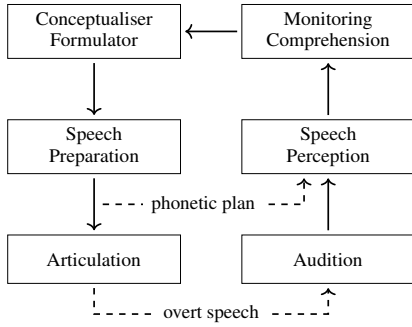 Conceptualiser
Formulator
Monitoring
Comprehension
Speech
Preparation
Speech
Perception
phonetic plan
Articulation
Audition
overt speech